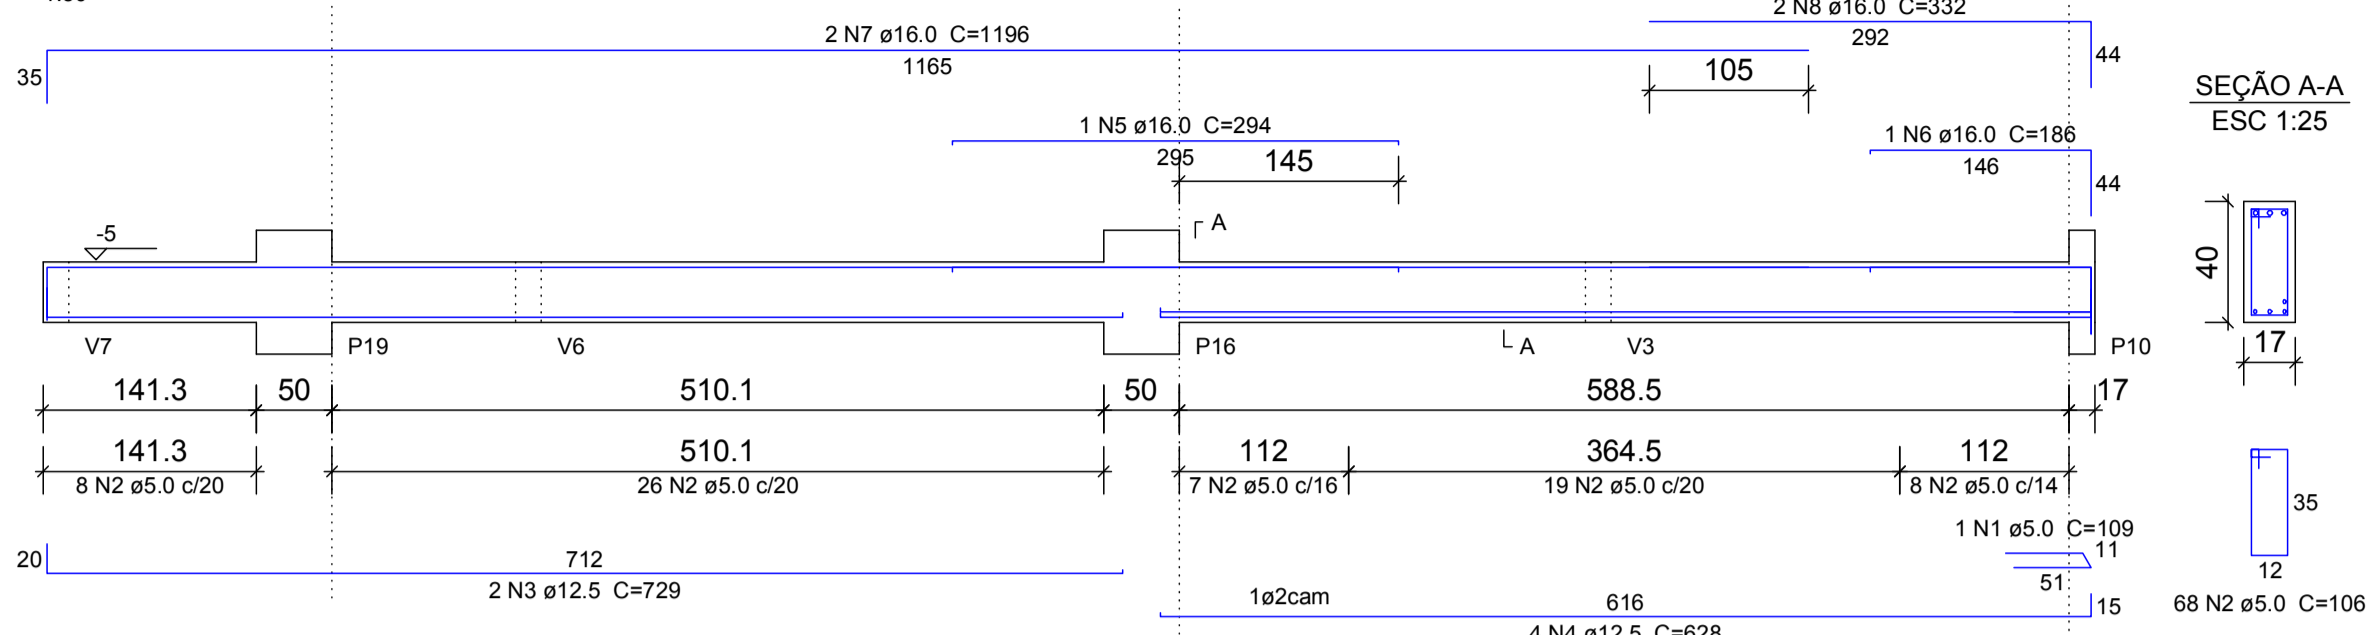 2 N8 ø16.0 C=332
2 N7 ø16.0 C=1196
292
1165
44
35
105
SEÇÃO A-A
ESC 1:25
1 N5 ø16.0 C=294
1 N6 ø16.0 C=186
295
145
146
44
A
-5
40
V7
P19
V6
P16
A
V3
P10
17
141.3
50
510.1
50
588.5
17
141.3
510.1
112
364.5
112
8 N2 ø5.0 c/20
26 N2 ø5.0 c/20
7 N2 ø5.0 c/16
19 N2 ø5.0 c/20
8 N2 ø5.0 c/14
35
1 N1 ø5.0 C=109
11
20
712
51
12
2 N3 ø12.5 C=729
1ø2cam
616
15
68 N2 ø5.0 C=106
4 N4 ø12.5 C=628